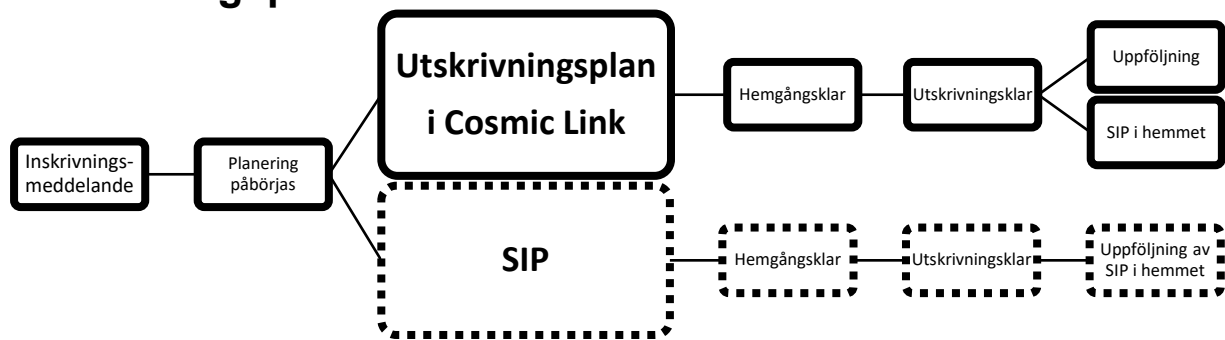 Utskrivningsplan
i Cosmic Link
Uppföljning
Hemgångsklar
Utskrivningsklar
SIP i hemmet
Inskrivnings-
meddelande
Planering
påbörjas
SIP
Hemgångsklar
Utskrivningsklar
Uppföljning av
SIP i hemmet